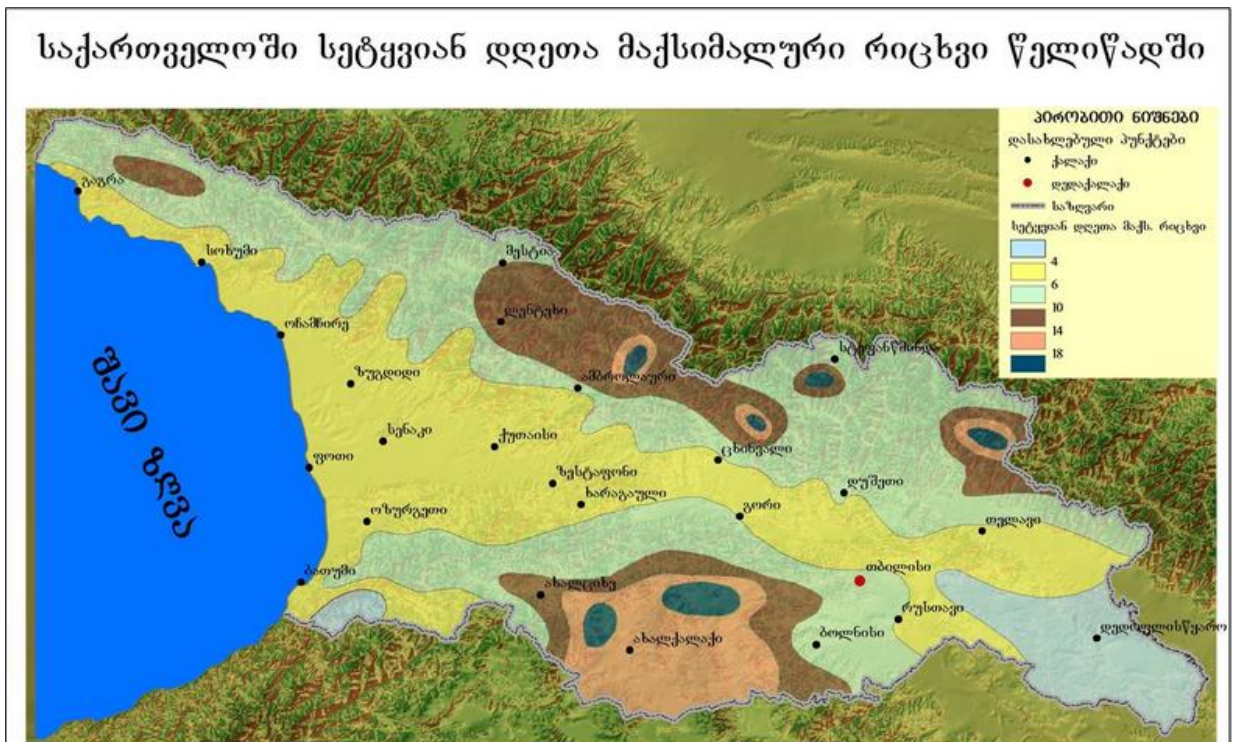 საქართველოში სეტყვიან დღეთა მაქსიმალური რიცხვი წელიწადში
პირობითი ნიშნები
დასახლებული პუნქტები
ქალაქი
დედაქალაქი
საზღვარი
სეტყვიან დღეთა მაქს. რიცხვი
4
6
10
14
18
გაგრა
სოხუმი
მესტია
ლენტეხი
ოჩამჩირე
სტეფანწმინდა
ზუგდიდი
ამბროლაური
სენაკი
ქუთაისი
ცხინვალი
ფოთი
ზესტაფონი
ხარაგაული
დუშეთი
ოზურგეთი
გორი
თელავი
ბათუმი
ახალციხე
თბილისი
რუსთავი
ახალქალაქი
ბოლნისი
დედოფლისწყარო
შავი ზღვა